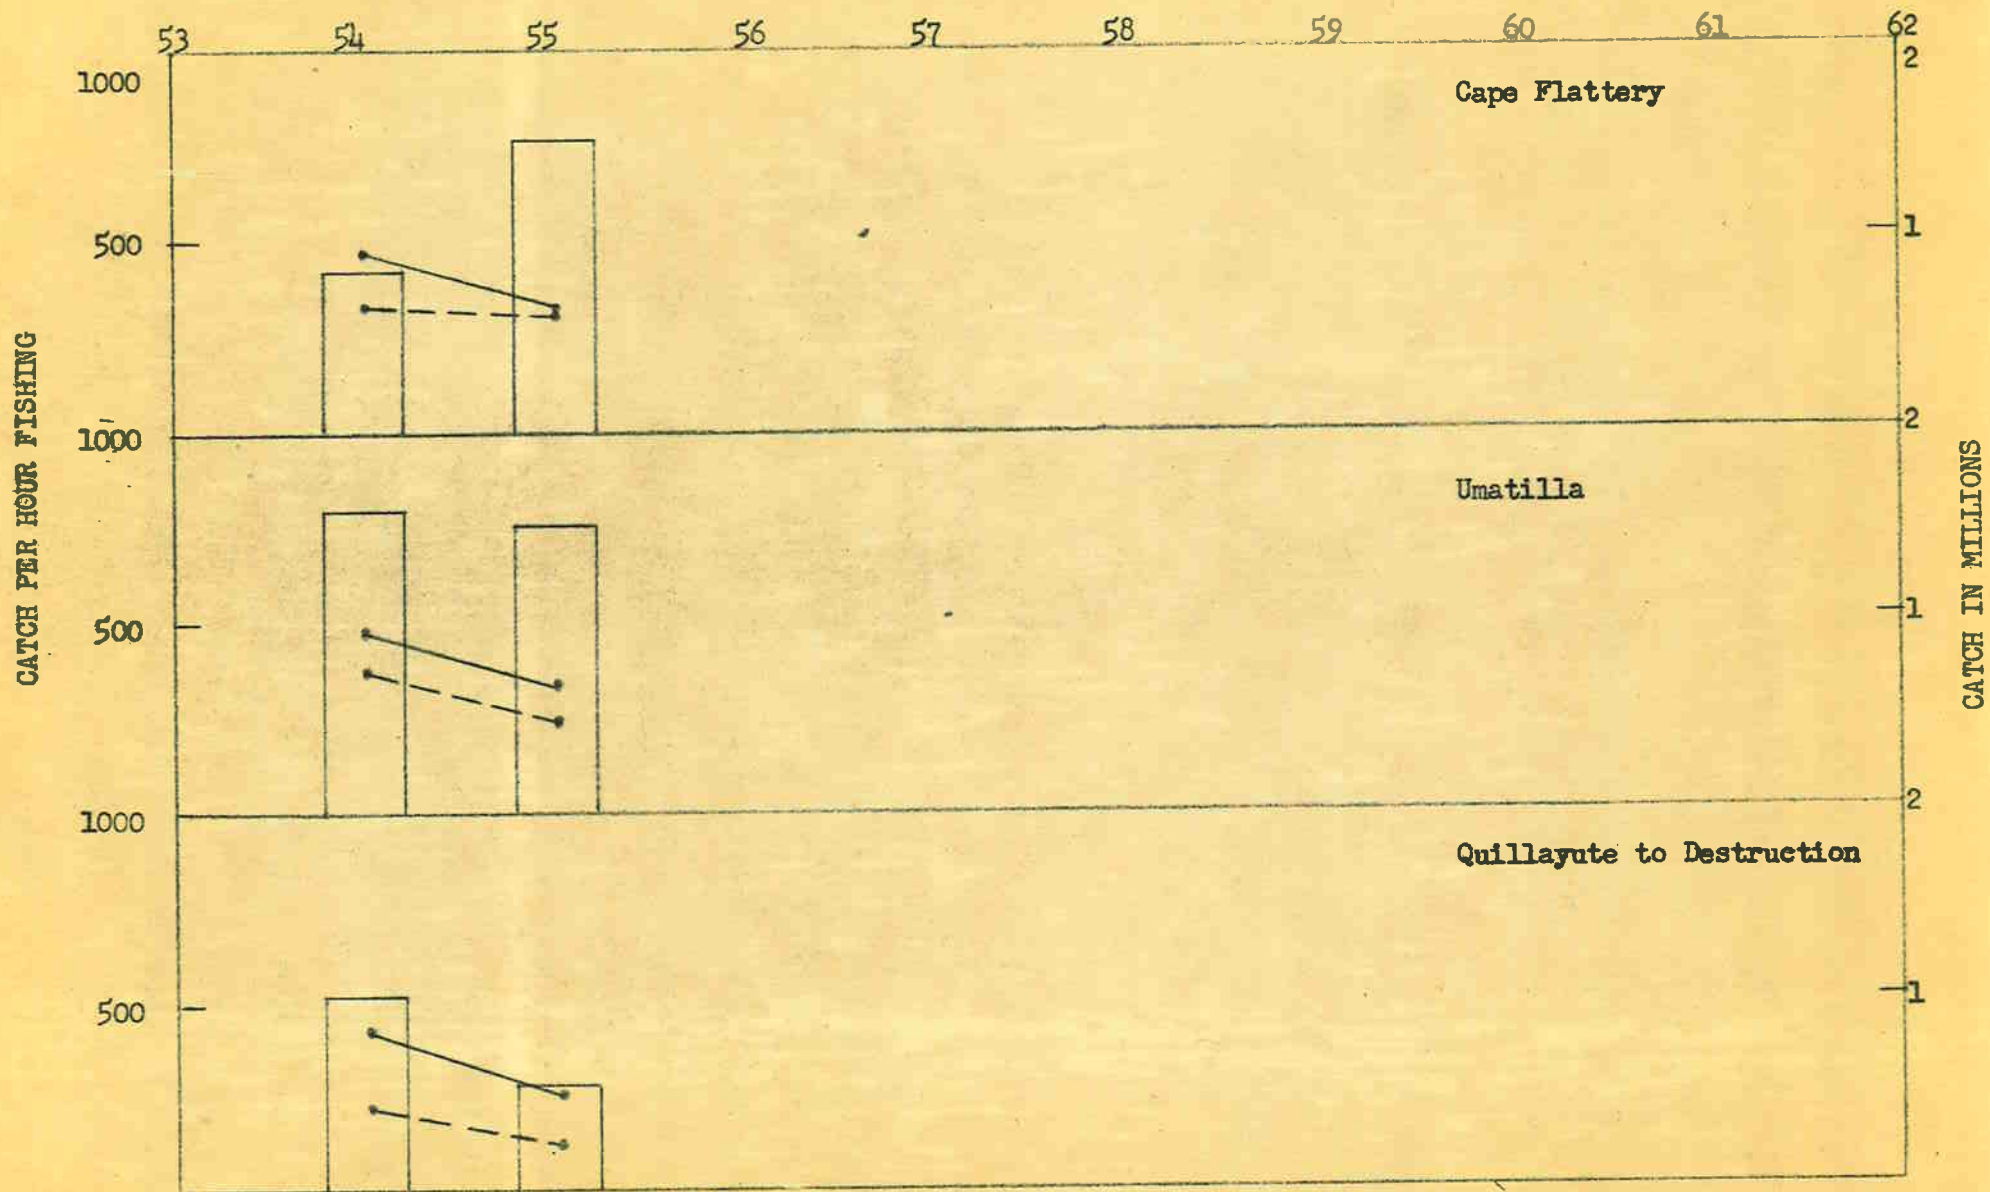 53 54 55 56 57 58 59 60 61 62
1000 Cape Flattery 2
500 1
CATCH PER HOUR FISHING
1000 2
Umatilla
CATCH IN MILLIONS
500 1
1000 2
Quillayute to Destruction
500 1